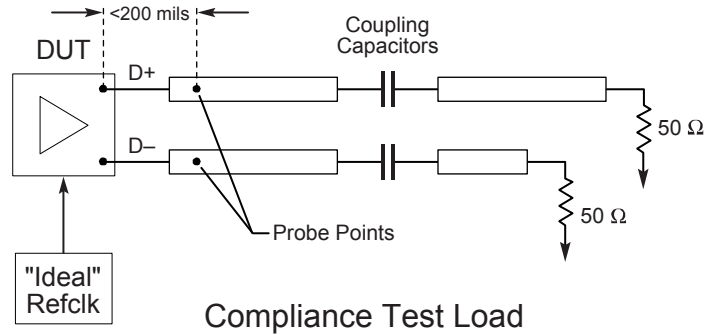 <200 mils
Coupling
Capacitors
DUT
D+
50 Ω
D–
50 Ω
Probe Points
"Ideal"
Refclk
Compliance Test Load